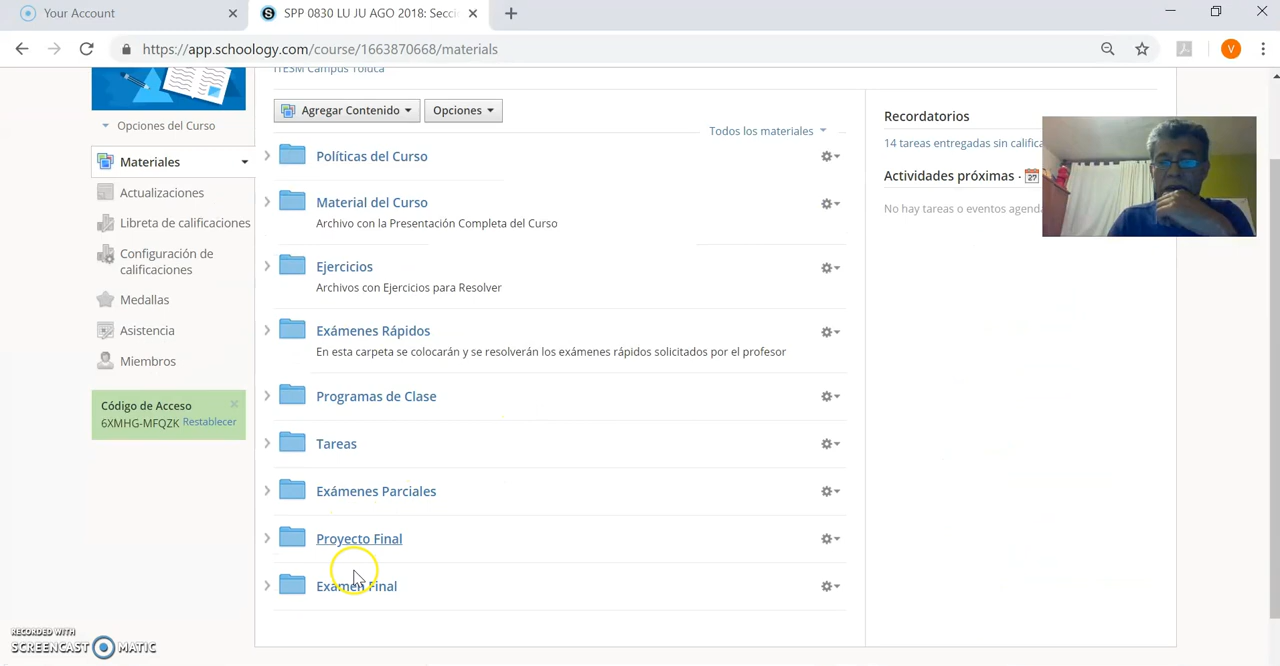 Your Account
SPP 0830 LU JU AGO 2018: Secci
https://app.schoology.com/course/1663870668/materials
V
ITESM Campus Toluca
Opciones del Curso
Materiales
Actualizaciones
Libreta de calificaciones
Configuración de
calificaciones
Medallas
Asistencia
Miembros
Código de Acceso
6XMHG-MFQZK Restablecer
Agregar Contenido
Opciones
Todos los materiales
Políticas del Curso
Material del Curso
Archivo con la Presentación Completa del Curso
Ejercicios
Archivos con Ejercicios para Resolver
Exámenes Rápidos
En esta carpeta se colocarán y se resolverán los exámenes rápidos solicitados por el profesor
Programas de Clase
Tareas
Exámenes Parciales
Proyecto Final
Examen Final
Recordatorios
14 tareas entregadas sin califica
Actividades próximas · 27
No hay tareas o eventos agend
RECORDED WITH
SCREENCAST MATIC